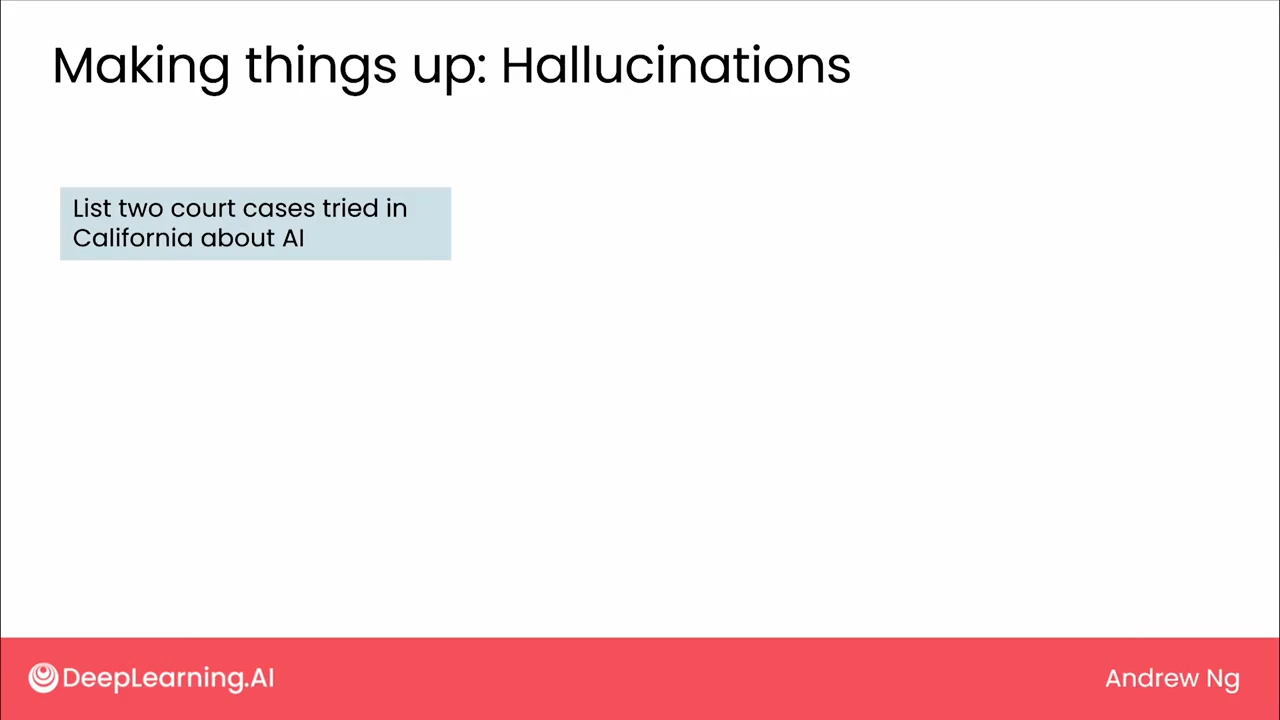 Making things up: Hallucinations
List two court cases tried in
California about AI
DeepLearning.AI
Andrew Ng